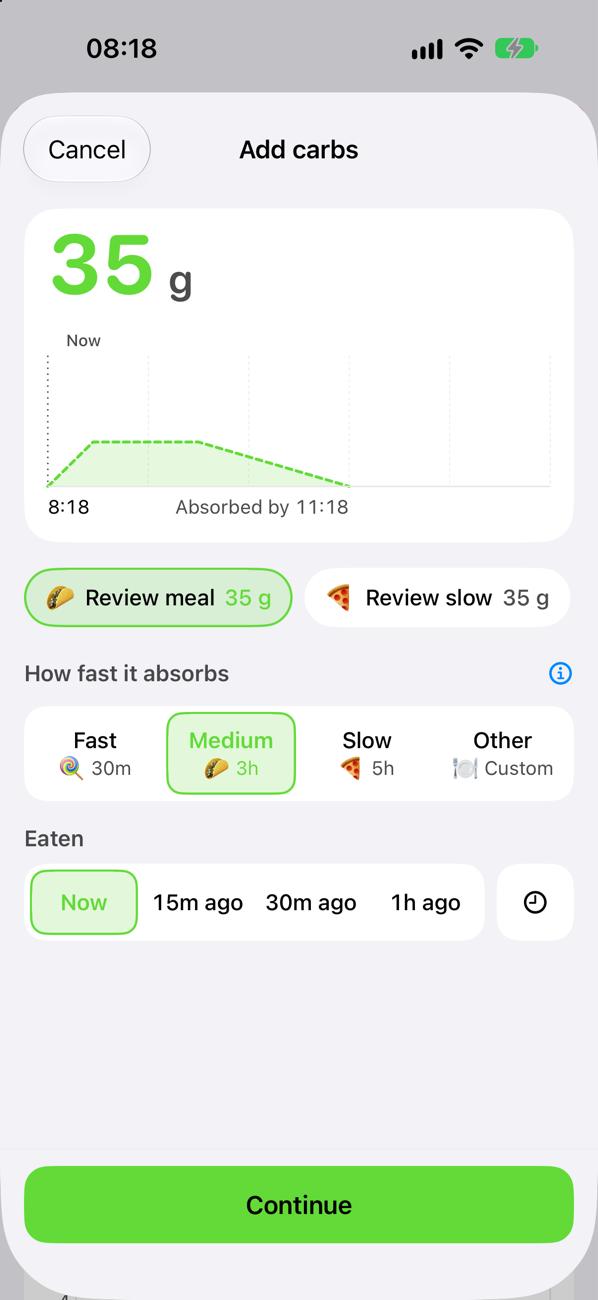 08:18
Cancel
Add carbs
35 g
Now
8:18
Absorbed by 11:18
Review meal 35 g
Review slow 35 g
How fast it absorbs
Fast
Medium
Slow
Other
30m
3h
5h
Custom
Eaten
Now
15m ago
30m ago
1h ago
Continue